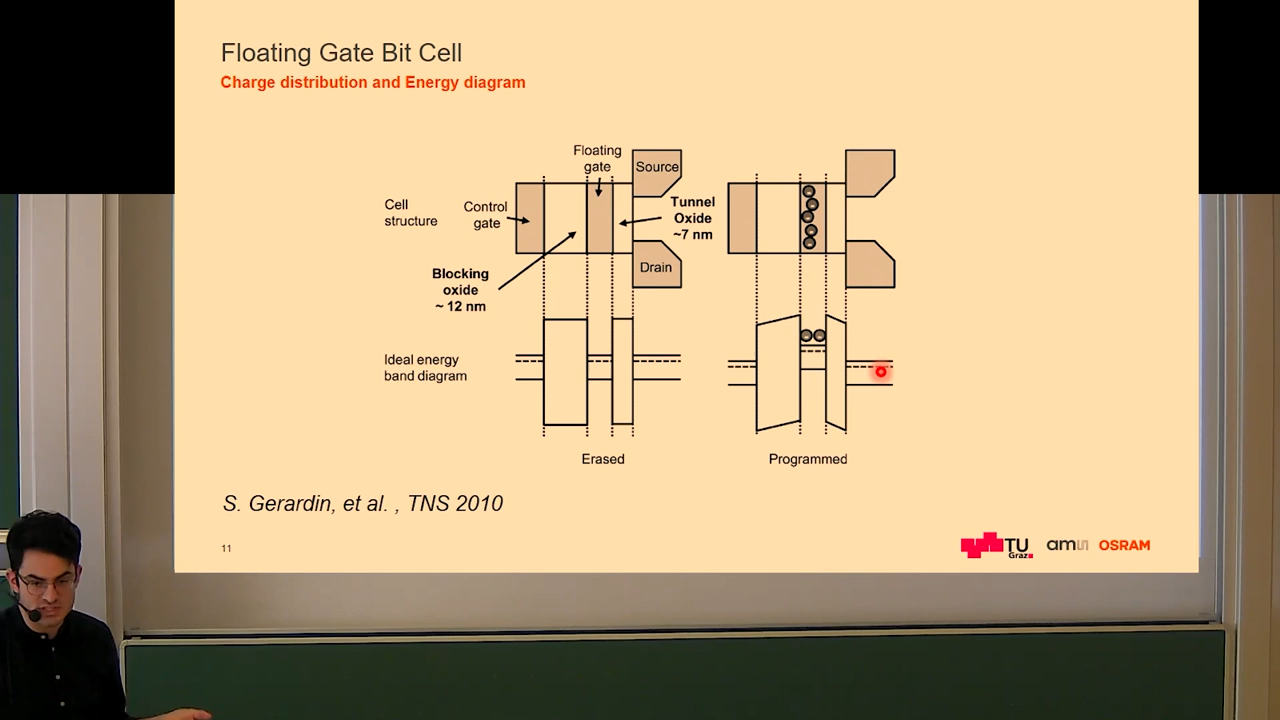 Floating Gate Bit Cell
Charge distribution and Energy diagram
Floating
gate
Source
Cell
structure
Control
gate
Tunnel
Oxide
~7 nm
Blocking
oxide
~ 12 nm
Drain
Ideal energy
band diagram
Erased
Programmed
S. Gerardin, et al. , TNS 2010
11
TU
Graz
am
OSRAM